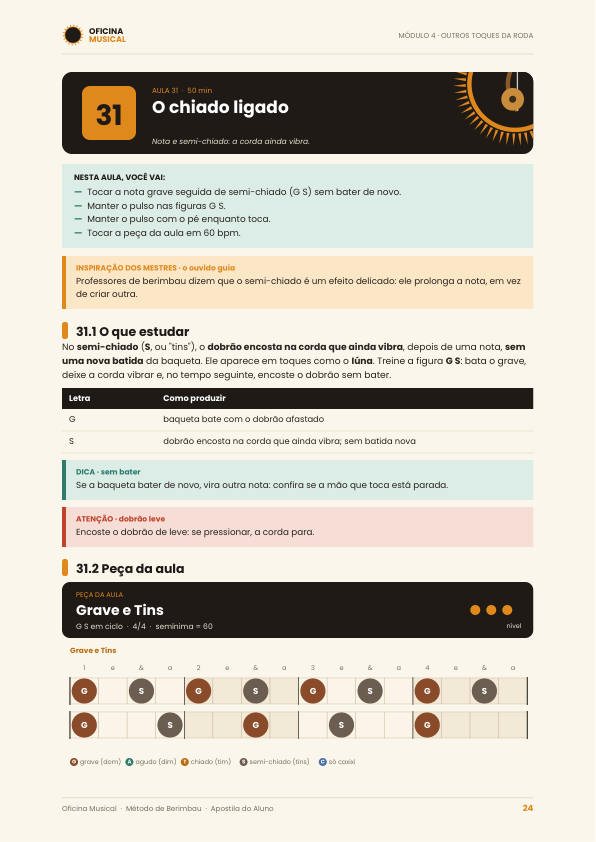 OFICINA
MUSICAL
MÓDULO 4 · OUTROS TOQUES DA RODA
31
AULA 31 · 50 min
O chiado ligado
Nota e semi-chiado: a corda ainda vibra.
NESTA AULA, VOCÊ VAI:
— Tocar a nota grave seguida de semi-chiado (G S) sem bater de novo.
— Manter o pulso nas figuras G S.
— Manter o pulso com o pé enquanto toca.
— Tocar a peça da aula em 60 bpm.
INSPIRAÇÃO DOS MESTRES · o ouvido guia
Professores de berimbau dizem que o semi-chiado é um efeito delicado: ele prolonga a nota, em vez
de criar outra.
31.1 O que estudar
No semi-chiado (S, ou "tins"), o dobrão encosta na corda que ainda vibra, depois de uma nota, sem
uma nova batida da baqueta. Ele aparece em toques como o Iúna. Treine a figura G S: bata o grave,
deixe a corda vibrar e, no tempo seguinte, encoste o dobrão sem bater.
Letra Como produzir
G baqueta bate com o dobrão afastado
S dobrão encosta na corda que ainda vibra; sem batida nova
DICA · sem bater
Se a baqueta bater de novo, vira outra nota: confira se a mão que toca está parada.
ATENÇÃO · dobrão leve
Encoste o dobrão de leve: se pressionar, a corda para.
31.2 Peça da aula
PEÇA DA AULA
Grave e Tins
G S em ciclo · 4/4 · semínima = 60
nível
Grave e Tins
1 e & a 2 e & a 3 e & a 4 e & a
G S G S G S G S
G S G S G
G grave (dom) A agudo (dim) T chiado (tim) S semi-chiado (tins) C só caxixi
Oficina Musical · Método de Berimbau · Apostila do Aluno
24